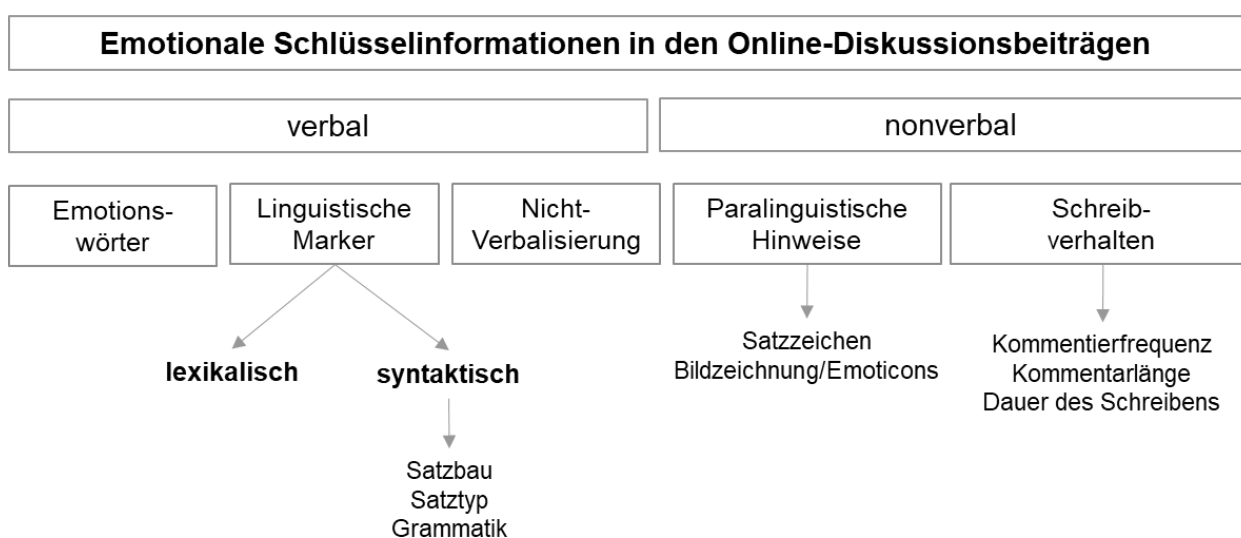 Emotionale Schlüsselinformationen in den Online-Diskussionsbeiträgen
verbal
nonverbal
Emotions-
wörter
Linguistische
Marker
Nicht-
Verbalisierung
Paralinguistische
Hinweise
Schreib-
verhalten
lexikalisch
syntaktisch
Satzbau
Satztyp
Grammatik
Satzzeichen
Bildzeichnung/Emoticons
Kommentierfrequenz
Kommentarlänge
Dauer des Schreibens